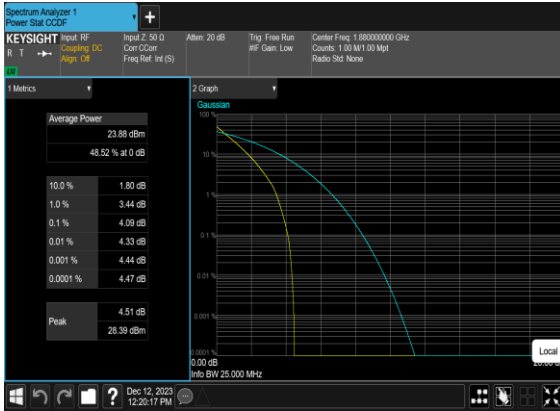 Spectrum Analyzer 1
Power Stat CCDF
KEYSIGHT
R T
Input: RF
Coupling: DC
Align: Off
Input Z: 50 Ω
Corr CCorr
Freq Ref: Int (S)
Atten: 20 dB
Trig: Free Run
#IF Gain: Low
Center Freq: 1.880000000 GHz
Counts: 1.00 M/1.00 Mpt
Radio Std: None
1 Metrics
Average Power
23.88 dBm
48.52 % at 0 dB
10.0 % 1.80 dB
1.0 % 3.44 dB
0.1 % 4.09 dB
0.01 % 4.33 dB
0.001 % 4.44 dB
0.0001 % 4.47 dB
Peak
4.51 dB
28.39 dBm
2 Graph
Gaussian
100 %
10 %
1 %
0.1 %
0.01 %
0.001 %
0.0001 %
0.00 dB
Info BW 25.000 MHz
Local
Dec 12, 2023
12:20:17 PM